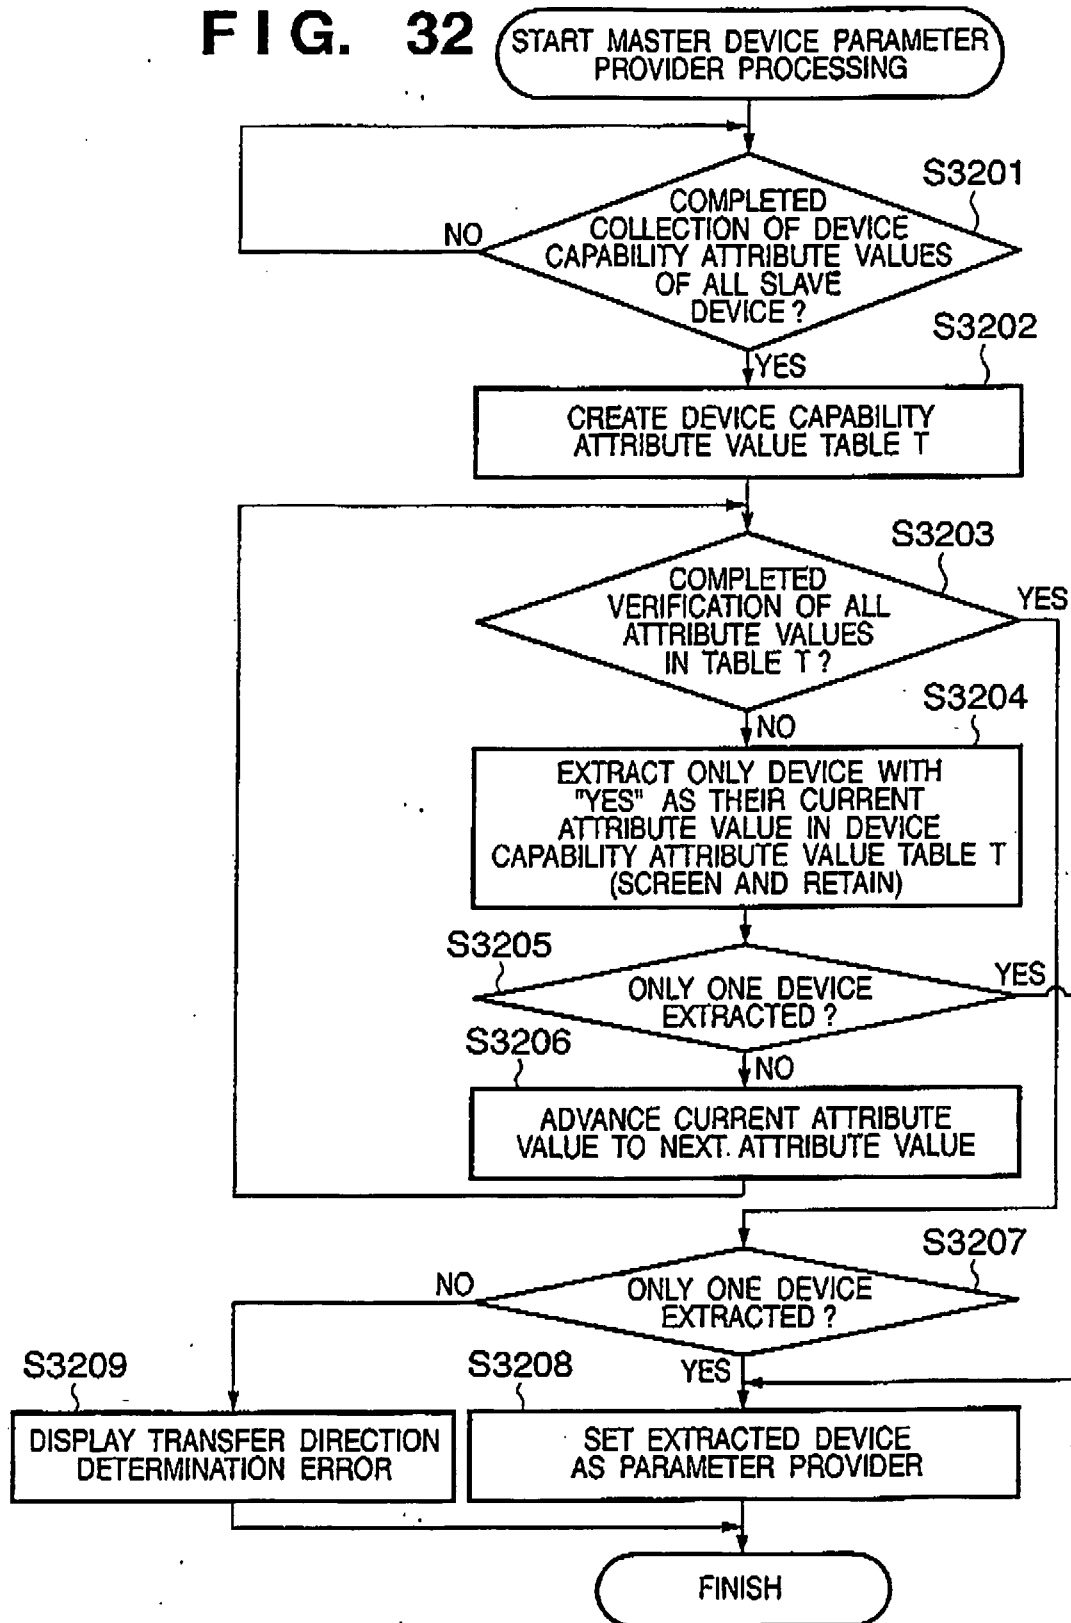 FIG. 32
START MASTER DEVICE PARAMETER
PROVIDER PROCESSING
S3201
COMPLETED
COLLECTION OF DEVICE
CAPABILITY ATTRIBUTE VALUES
OF ALL SLAVE
DEVICE?
NO
YES
S3202
CREATE DEVICE CAPABILITY
ATTRIBUTE VALUE TABLE T
S3203
COMPLETED
VERIFICATION OF ALL
ATTRIBUTE VALUES
IN TABLE T?
YES
NO
S3204
EXTRACT ONLY DEVICE WITH
"YES" AS THEIR CURRENT
ATTRIBUTE VALUE IN DEVICE
CAPABILITY ATTRIBUTE VALUE TABLE T
(SCREEN AND RETAIN)
S3205
ONLY ONE DEVICE
EXTRACTED?
YES
NO
S3206
ADVANCE CURRENT ATTRIBUTE
VALUE TO NEXT. ATTRIBUTE VALUE
S3207
ONLY ONE DEVICE
EXTRACTED?
NO
YES
S3209
DISPLAY TRANSFER DIRECTION
DETERMINATION ERROR
S3208
SET EXTRACTED DEVICE
AS PARAMETER PROVIDER
FINISH